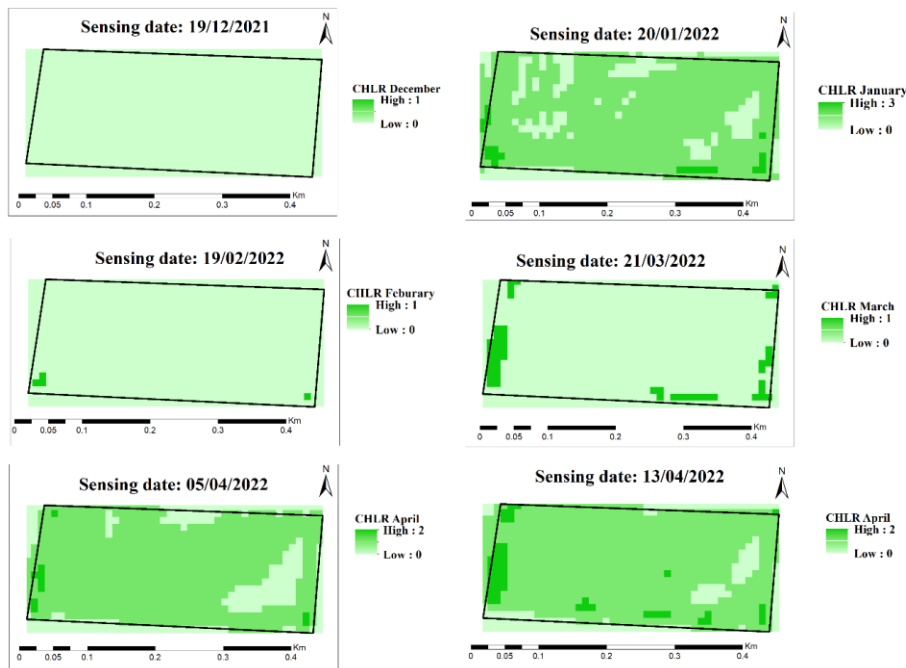 Sensing date: 19/12/2021
N
CHLR December
High : 1
Low : 0
Km
0 0.05 0.1 0.2 0.3 0.4
Sensing date: 20/01/2022
N
CHLR January
High : 3
Low : 0
Km
0 0.05 0.1 0.2 0.3 0.4
Sensing date: 19/02/2022
N
CHLR Feburary
High : 1
Low : 0
Km
0 0.05 0.1 0.2 0.3 0.4
Sensing date: 21/03/2022
N
CHLR March
High : 1
Low : 0
Km
0 0.05 0.1 0.2 0.3 0.4
Sensing date: 05/04/2022
N
CHLR April
High : 2
Low : 0
Km
0 0.05 0.1 0.2 0.3 0.4
Sensing date: 13/04/2022
N
CHLR April
High : 2
Low : 0
Km
0 0.05 0.1 0.2 0.3 0.4